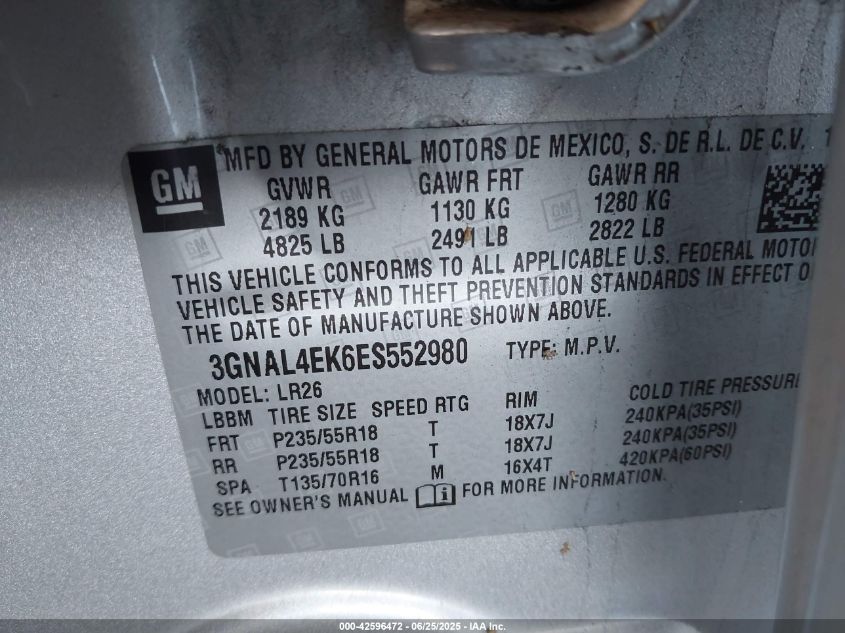 GM
MFD BY GENERAL MOTORS DE MEXICO, S. DE R.L. DE C.V.
GVWR GAWR FRT GAWR RR
2189 KG 1130 KG 1280 KG
4825 LB 2491 LB 2822 LB
THIS VEHICLE CONFORMS TO ALL APPLICABLE U.S. FEDERAL
VEHICLE SAFETY AND THEFT PREVENTION STANDARDS IN EFFECT
THE DATE OF MANUFACTURE SHOWN ABOVE.
3GNAL4EK6ES552980 TYPE: M.P.V.
MODEL: LR26
LBBM TIRE SIZE SPEED RTG RIM COLD TIRE
FRT P235/55R18 T 18X7J 240KPA(35PSI)
RR P235/55R18 T 18X7J 240KPA(35PSI)
SPA T135/70R16 M 16X4T 420KPA(60PSI)
SEE OWNER'S MANUAL i FOR MORE INFORMATION.
000-42596472 - 06/25/2025 - IAA Inc.